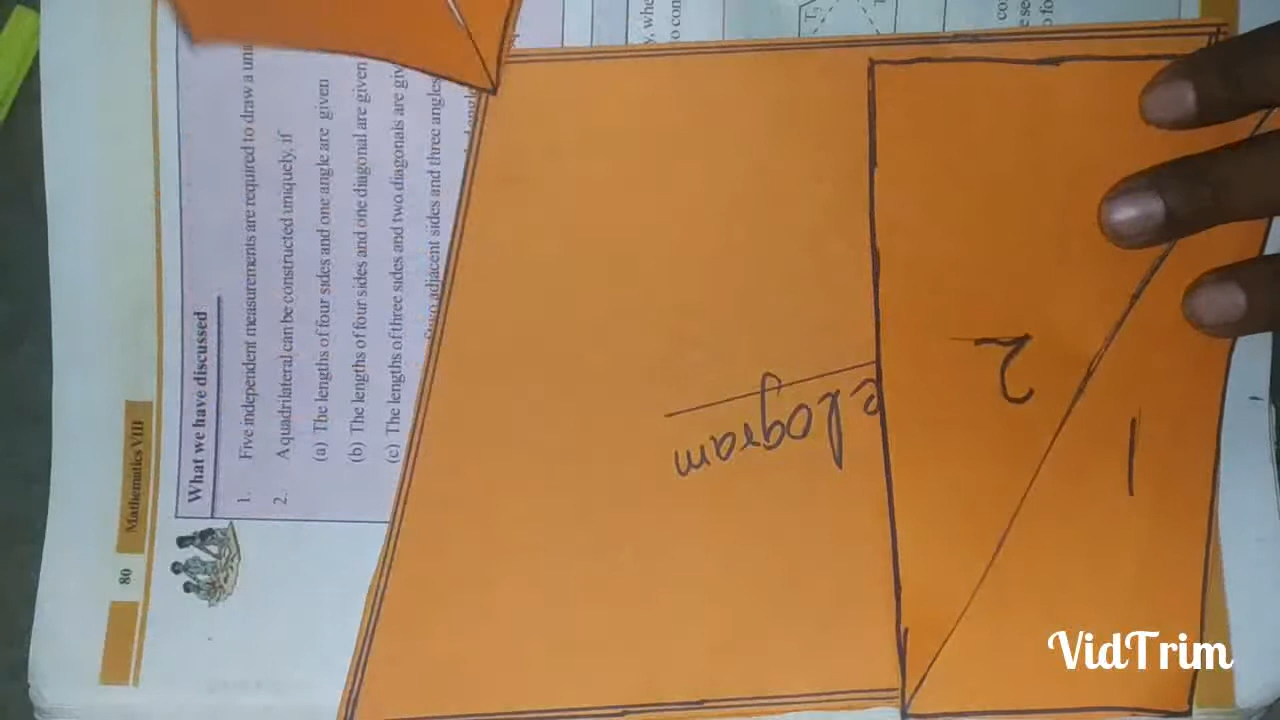 80
Mathematics VIII
What we have discussed
1. Five independent measurements are required to draw a
2. A quadrilateral can be constructed uniquely, if
(a) The lengths of four sides and one angle are given
(b) The lengths of four sides and one diagonal are given
(c) The lengths of three sides and two diagonals are
two adjacent sides and three angles
elogram
2
1
VidTrim